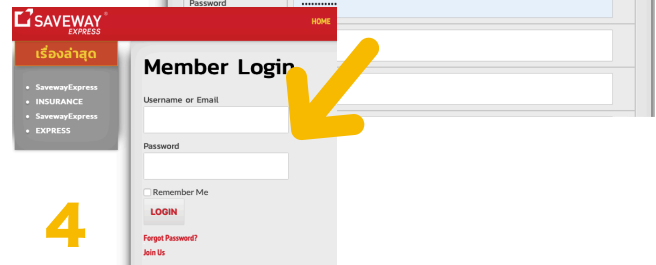 Password ••••••••••
SAVEWAY®
EXPRESS
HOME
เรื่องล่าสุด
• SavewayExpress
• INSURANCE
• SavewayExpress
• EXPRESS
Member Login
Username or Email
Password
Remember Me
LOGIN
Forgot Password?
Join Us
4